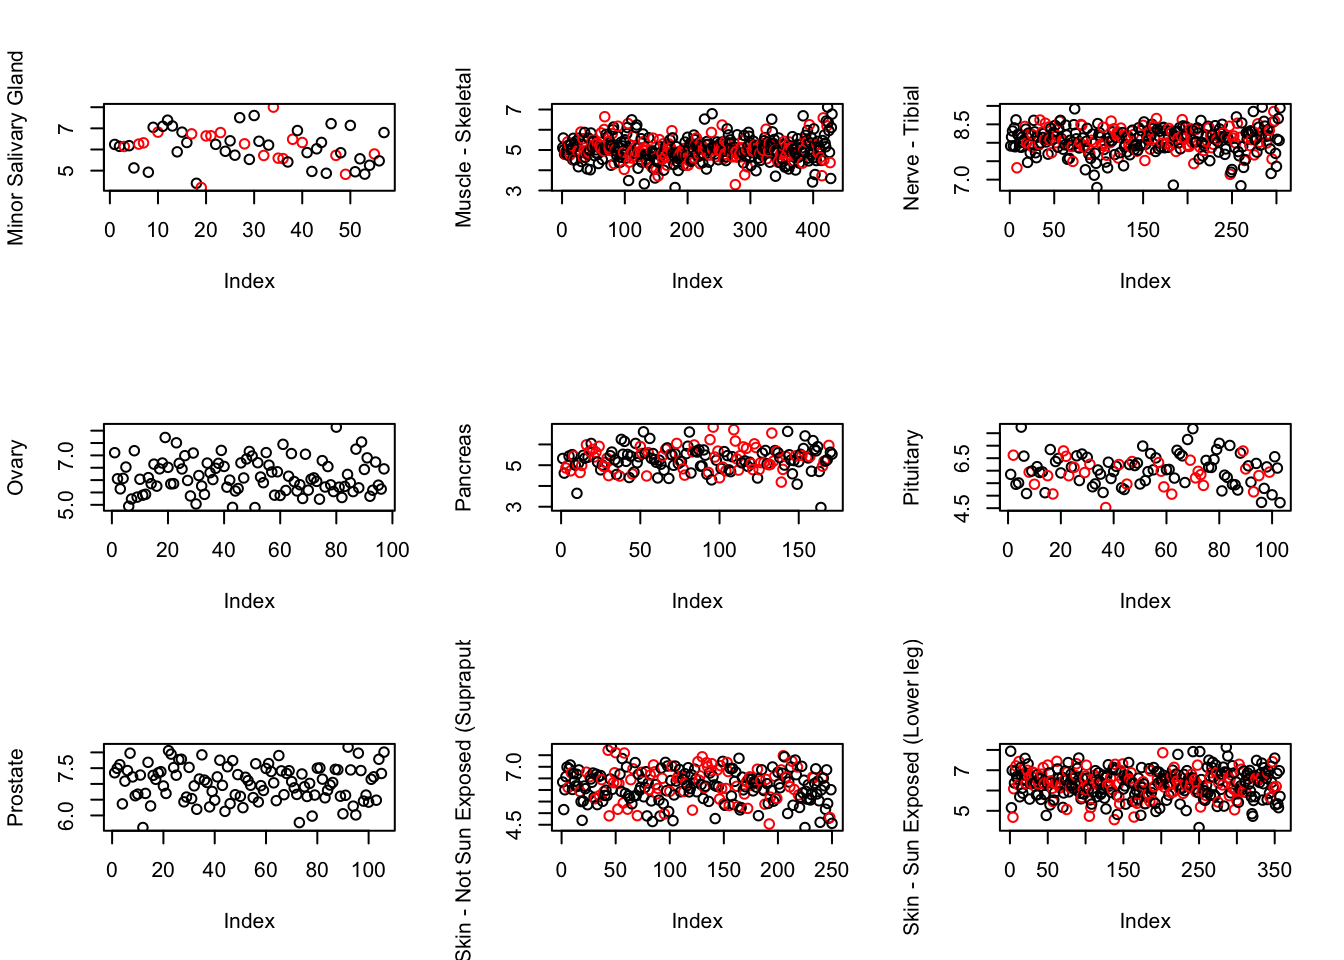 Minor Salivary Gland
7
5
0 10 20 30 40 50
Index
Muscle - Skeletal
7
5
3
0 100 200 300 400
Index
Nerve - Tibial
8.5
7.0
0 50 150 250
Index
Ovary
7.0
5.0
0 20 40 60 80 100
Index
Pancreas
5
3
0 50 100 150
Index
Pituitary
6.5
4.5
0 20 40 60 80 100
Index
Prostate
7.5
6.0
0 20 40 60 80 100
Index
Skin - Not Sun Exposed (Suprapub
7.0
4.5
0 50 100 150 200 250
Index
Skin - Sun Exposed (Lower leg)
7
5
0 50 150 250 350
Index